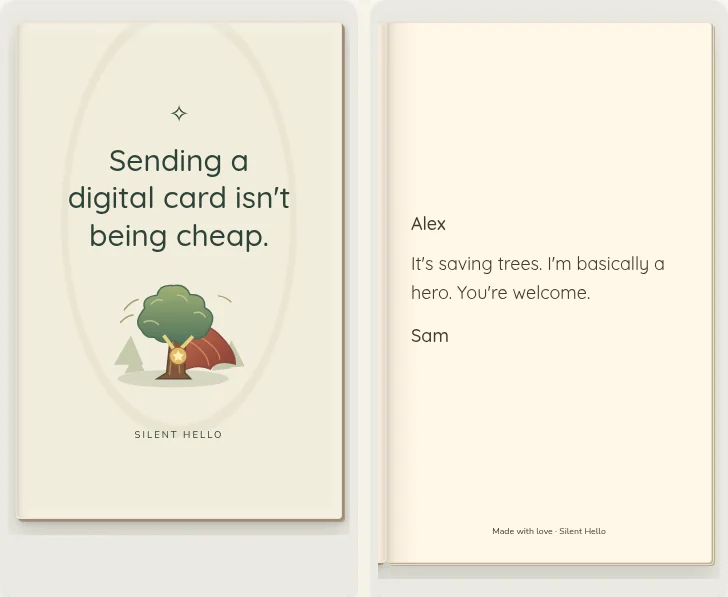 Sending a
digital card isn't
being cheap.
SILENT HELLO
Alex
It's saving trees. I'm basically a
hero. You're welcome.
Sam
Made with love · Silent Hello